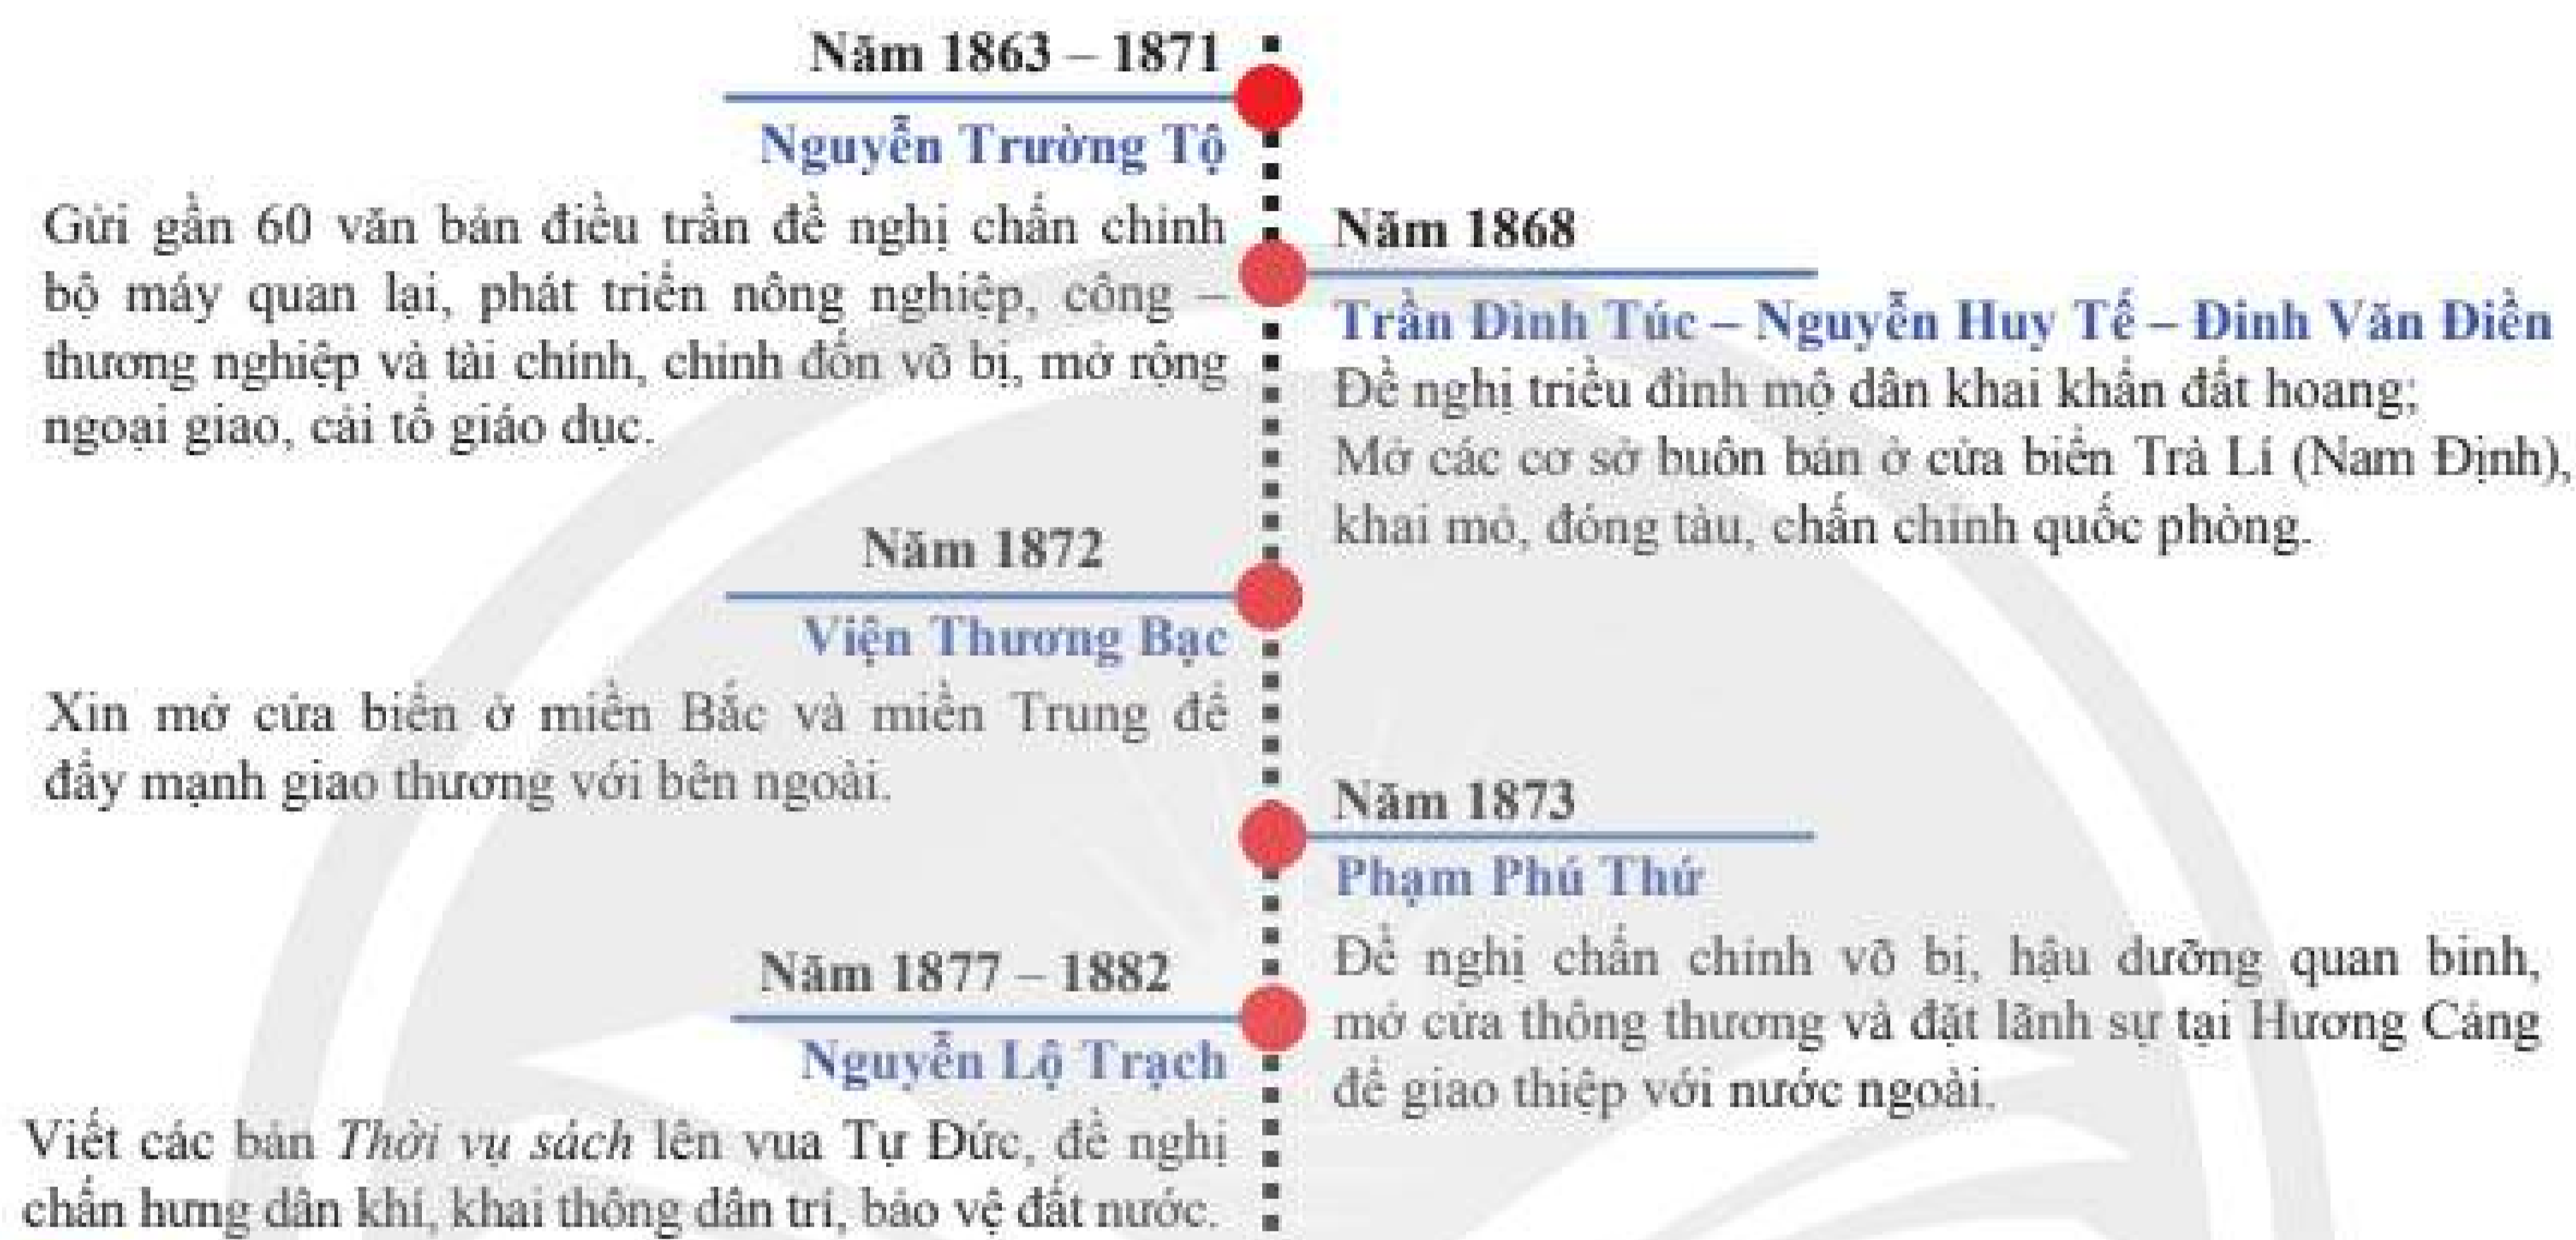 Năm 1863 – 1871
Nguyễn Trường Tộ
Gửi gần 60 văn bản điều trần đề nghị chấn chỉnh
bộ máy quan lại, phát triển nông nghiệp, công –
thương nghiệp và tài chính, chỉnh đốn võ bị, mở rộng
ngoại giao, cải tổ giáo dục.
Năm 1868
Trần Đình Túc – Nguyễn Huy Tế – Đinh Văn Điền
Đề nghị triều đình mộ dân khai khẩn đất hoang;
Mở các cơ sở buôn bán ở cửa biển Trà Lí (Nam Định),
khai mỏ, đóng tàu, chấn chỉnh quốc phòng.
Năm 1872
Viện Thương Bạc
Xin mở cửa biển ở miền Bắc và miền Trung để
đẩy mạnh giao thương với bên ngoài.
Năm 1873
Phạm Phú Thứ
Đề nghị chấn chỉnh võ bị, hậu dưỡng quan binh,
mở cửa thông thương và đặt lãnh sự tại Hương Cảng
để giao thiệp với nước ngoài.
Năm 1877 – 1882
Nguyễn Lộ Trạch
Viết các bản Thời vụ sách lên vua Tự Đức, đề nghị
chấn hưng dân khí, khai thông dân trí, bảo vệ đất nước.